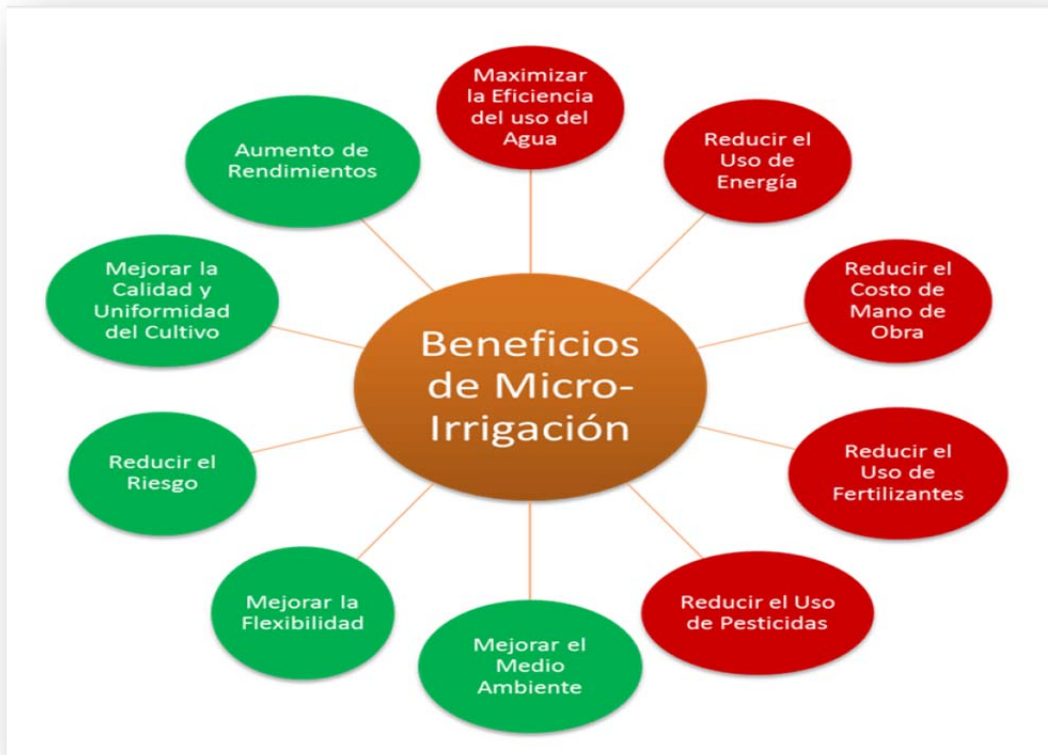 Maximizar
la Eficiencia
del uso del
Agua
Reducir el
Uso de
Energía
Reducir el
Costo de
Mano de
Obra
Reducir el
Uso de
Fertilizantes
Reducir el Uso
de Pesticidas
Mejorar el
Medio
Ambiente
Mejorar la
Flexibilidad
Reducir el
Riesgo
Mejorar la
Calidad y
Uniformidad
del Cultivo
Aumento de
Rendimientos
Beneficios
de Micro-
Irrigación